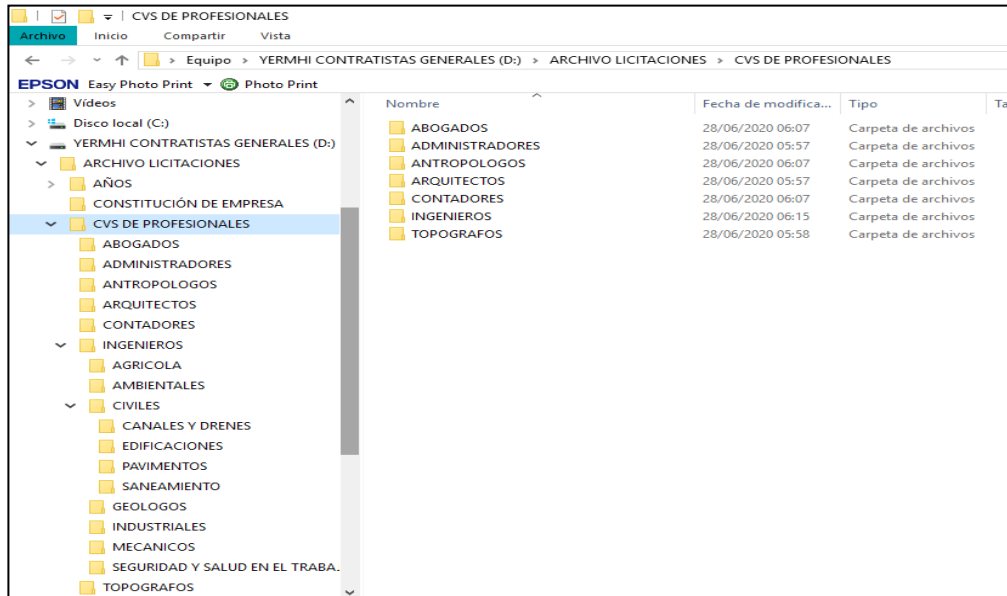 CVS DE PROFESIONALES
Archivo Inicio Compartir Vista
Equipo > YERMHI CONTRATISTAS GENERALES (D:) > ARCHIVO LICITACIONES > CVS DE PROFESIONALES
EPSON Easy Photo Print Photo Print
Vídeos
Disco local (C:)
YERMHI CONTRATISTAS GENERALES (D:)
ARCHIVO LICITACIONES
AÑOS
CONSTITUCIÓN DE EMPRESA
CVS DE PROFESIONALES
ABOGADOS
ADMINISTRADORES
ANTROPOLOGOS
ARQUITECTOS
CONTADORES
INGENIEROS
AGRICOLA
AMBIENTALES
CIVILES
CANALES Y DRENES
EDIFICACIONES
PAVIMENTOS
SANEAMIENTO
GEOLOGOS
INDUSTRIALES
MECANICOS
SEGURIDAD Y SALUD EN EL TRABA.
TOPOGRAFOS
Nombre Fecha de modifica... Tipo Ta
ABOGADOS 28/06/2020 06:07 Carpeta de archivos
ADMINISTRADORES 28/06/2020 05:57 Carpeta de archivos
ANTROPOLOGOS 28/06/2020 06:07 Carpeta de archivos
ARQUITECTOS 28/06/2020 05:57 Carpeta de archivos
CONTADORES 28/06/2020 06:07 Carpeta de archivos
INGENIEROS 28/06/2020 06:15 Carpeta de archivos
TOPOGRAFOS 28/06/2020 05:58 Carpeta de archivos